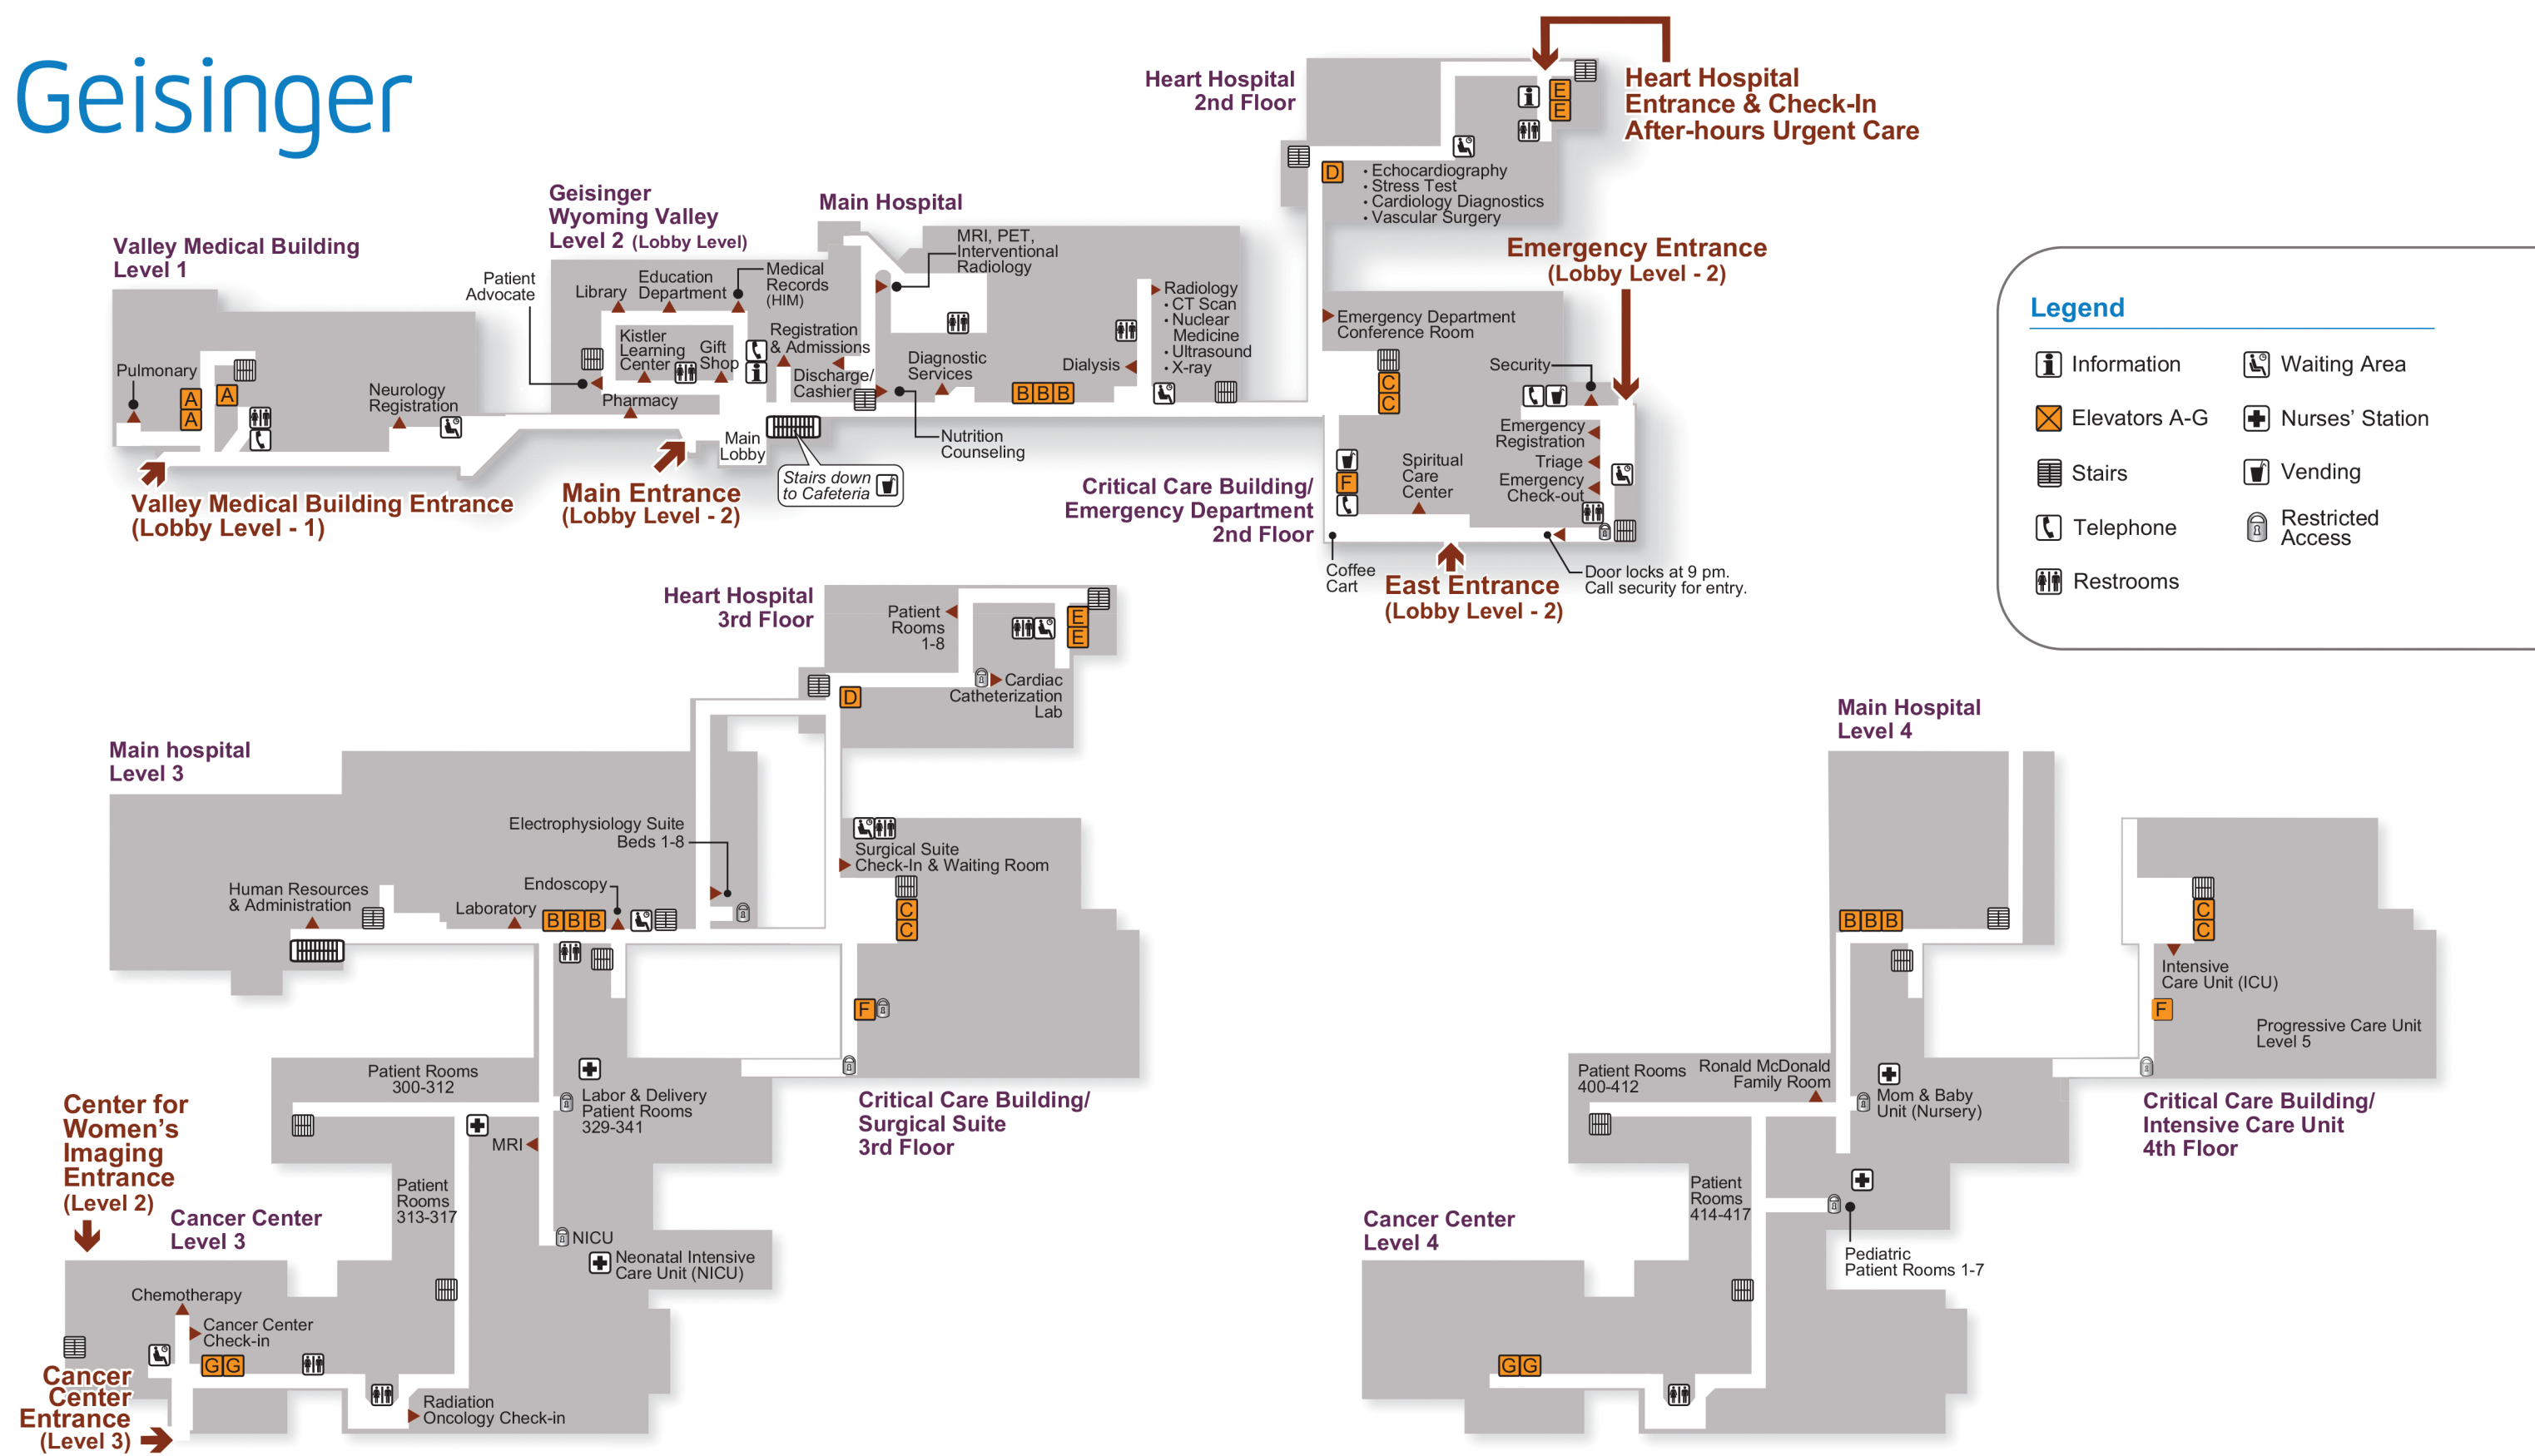 Geisinger
Heart Hospital
2nd Floor
Heart Hospital
Entrance & Check-In
After-hours Urgent Care
E
E
D
• Echocardiography
• Stress Test
• Cardiology Diagnostics
• Vascular Surgery
Valley Medical Building
Level 1
Pulmonary
A
A
A
Neurology
Registration
Valley Medical Building Entrance
(Lobby Level - 1)
Geisinger
Wyoming Valley
Level 2 (Lobby Level)
Patient
Advocate
Library
Education
Department
Medical
Records
(HIM)
Kistler
Learning
Center
Gift
Shop
Registration
& Admissions
Discharge/
Cashier
Pharmacy
Main
Lobby
Main Entrance
(Lobby Level - 2)
Stairs down
to Cafeteria
Main Hospital
MRI, PET,
Interventional
Radiology
Diagnostic
Services
Nutrition
Counseling
BBB
Dialysis
Radiology
• CT Scan
• Nuclear
Medicine
• Ultrasound
• X-ray
Emergency Entrance
(Lobby Level - 2)
Emergency Department
Conference Room
C
C
Security
Emergency
Registration
Triage
Emergency
Check-out
Spiritual
Care
Center
F
Critical Care Building/
Emergency Department
2nd Floor
Coffee
Cart
East Entrance
(Lobby Level - 2)
Door locks at 9 pm.
Call security for entry.
Legend
Information
Waiting Area
Elevators A-G
Nurses' Station
Stairs
Vending
Telephone
Restricted
Access
Restrooms
Heart Hospital
3rd Floor
Patient
Rooms
1-8
E
E
D
Cardiac
Catheterization
Lab
Main hospital
Level 3
Electrophysiology Suite
Beds 1-8
Endoscopy
Human Resources
& Administration
Laboratory
BBB
Surgical Suite
Check-In & Waiting Room
C
C
F
Critical Care Building/
Surgical Suite
3rd Floor
Patient Rooms
300-312
Labor & Delivery
Patient Rooms
329-341
MRI
Patient
Rooms
313-317
NICU
Neonatal Intensive
Care Unit (NICU)
Center for
Women's
Imaging
Entrance
(Level 2)
Cancer Center
Level 3
Chemotherapy
Cancer Center
Check-in
GG
Radiation
Oncology Check-in
Cancer
Center
Entrance
(Level 3)
Main Hospital
Level 4
BBB
C
C
Intensive
Care Unit (ICU)
F
Progressive Care Unit
Level 5
Critical Care Building/
Intensive Care Unit
4th Floor
Patient Rooms
400-412
Ronald McDonald
Family Room
Mom & Baby
Unit (Nursery)
Patient
Rooms
414-417
Pediatric
Patient Rooms 1-7
Cancer Center
Level 4
GG